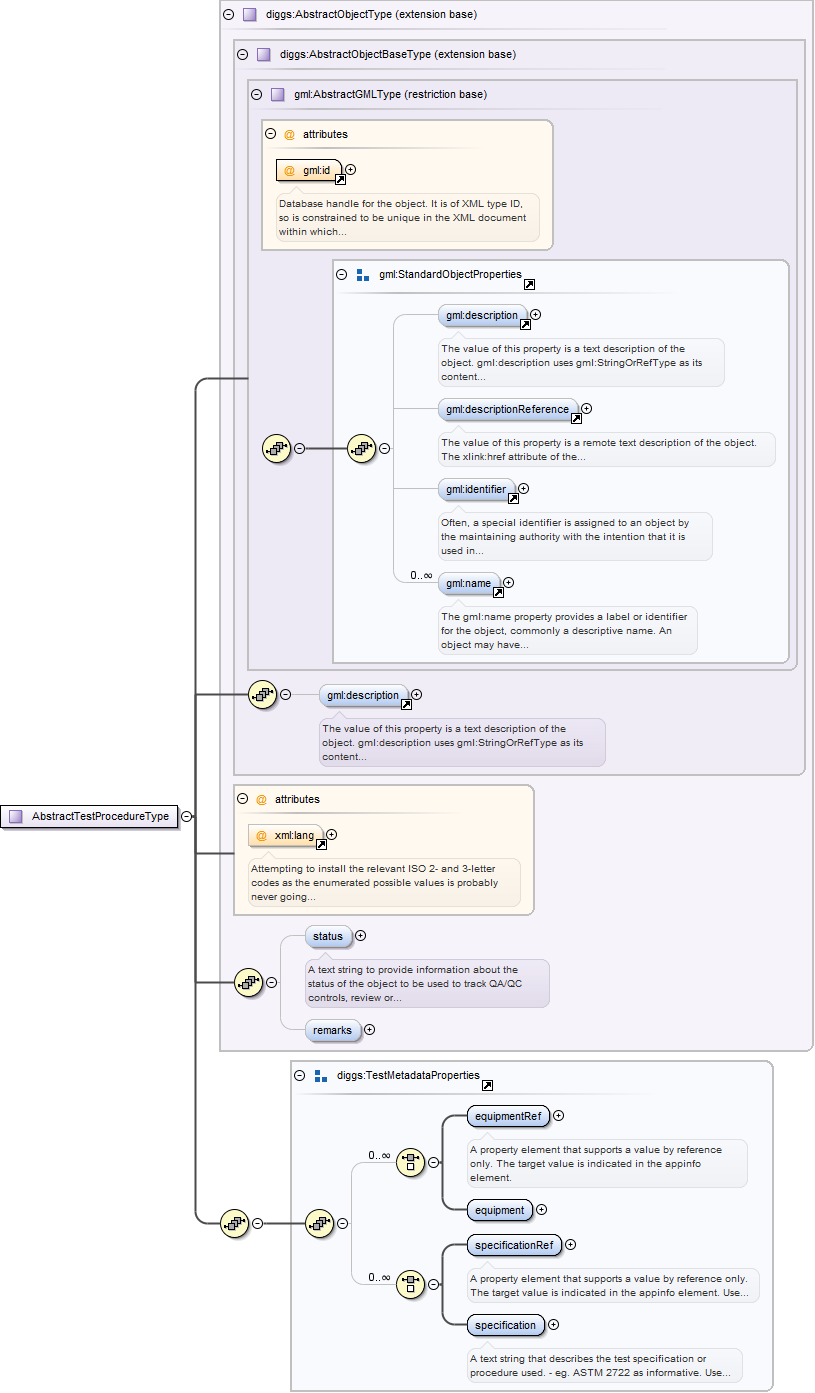 diggs:AbstractObjectType (extension base)
diggs:AbstractObjectBaseType (extension base)
gml:AbstractGMLType (restriction base)
@ attributes
@ gml:id
Database handle for the object. It is of XML type ID,
so is constrained to be unique in the XML document
within which...
gml:StandardObjectProperties
gml:description
The value of this property is a text description of the
object. gml:description uses gml:StringOrRefType as its
content...
gml:descriptionReference
The value of this property is a remote text description of the object.
The xlink:href attribute of the...
gml:identifier
Often, a special identifier is assigned to an object by
the maintaining authority with the intention that it is
used in...
0..∞
gml:name
The gml:name property provides a label or identifier
for the object, commonly a descriptive name. An
object may have...
gml:description
The value of this property is a text description of the
object. gml:description uses gml:StringOrRefType as its
content...
AbstractTestProcedureType
@ attributes
@ xml:lang
Attempting to install the relevant ISO 2- and 3-letter
codes as the enumerated possible values is probably
never going...
status
A text string to provide information about the
status of the object to be used to track QA/QC
controls, review or...
remarks
diggs:TestMetadataProperties
equipmentRef
0..∞
A property element that supports a value by reference
only. The target value is indicated in the appinfo
element.
equipment
specificationRef
0..∞
A property element that supports a value by reference only.
The target value is indicated in the appinfo element. Use...
specification
A text string that describes the test specification or
procedure used. - eg. ASTM 2722 as informative. Use...